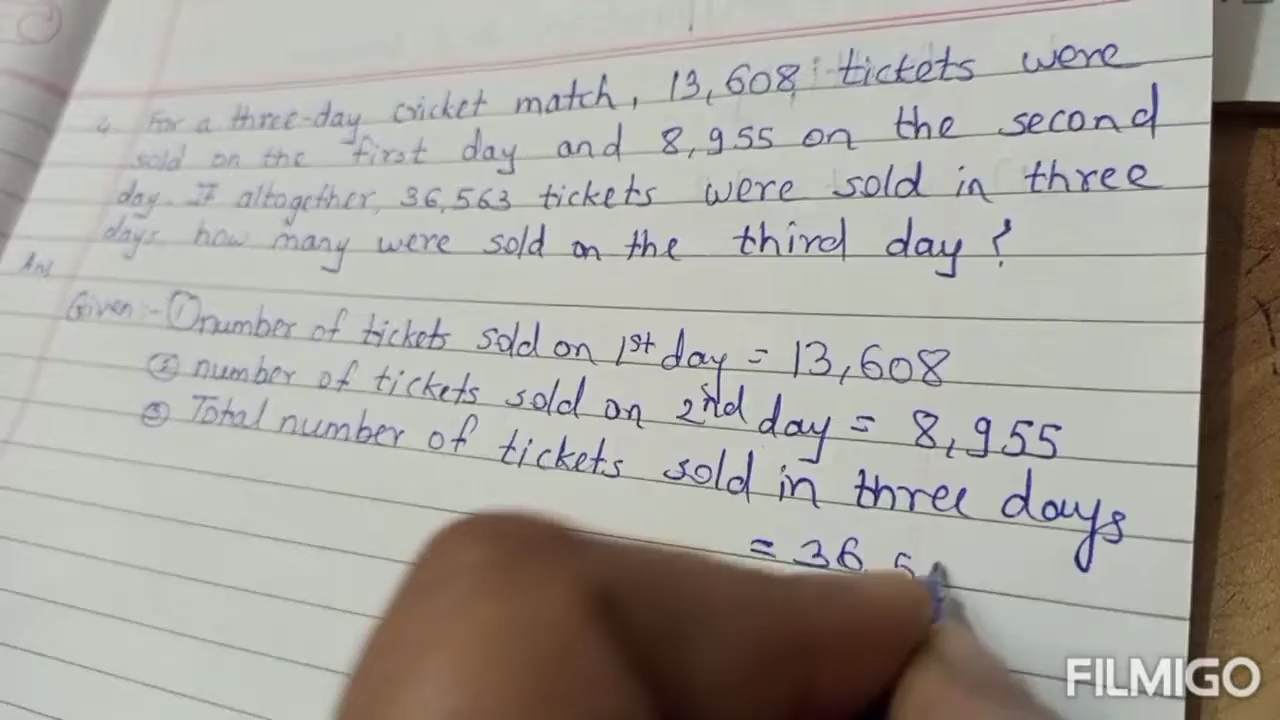 4. For a three-day cricket match, 13,608 tickets were
sold on the first day and 8,955 on the second
day. If altogether, 36,563 tickets were sold in three
days, how many were sold on the third day?
Ans
Given:- ① number of tickets sold on 1st day = 13,608
② number of tickets sold on 2nd day = 8,955
③ Total number of tickets sold in three days
= 36,5
FILMIGO